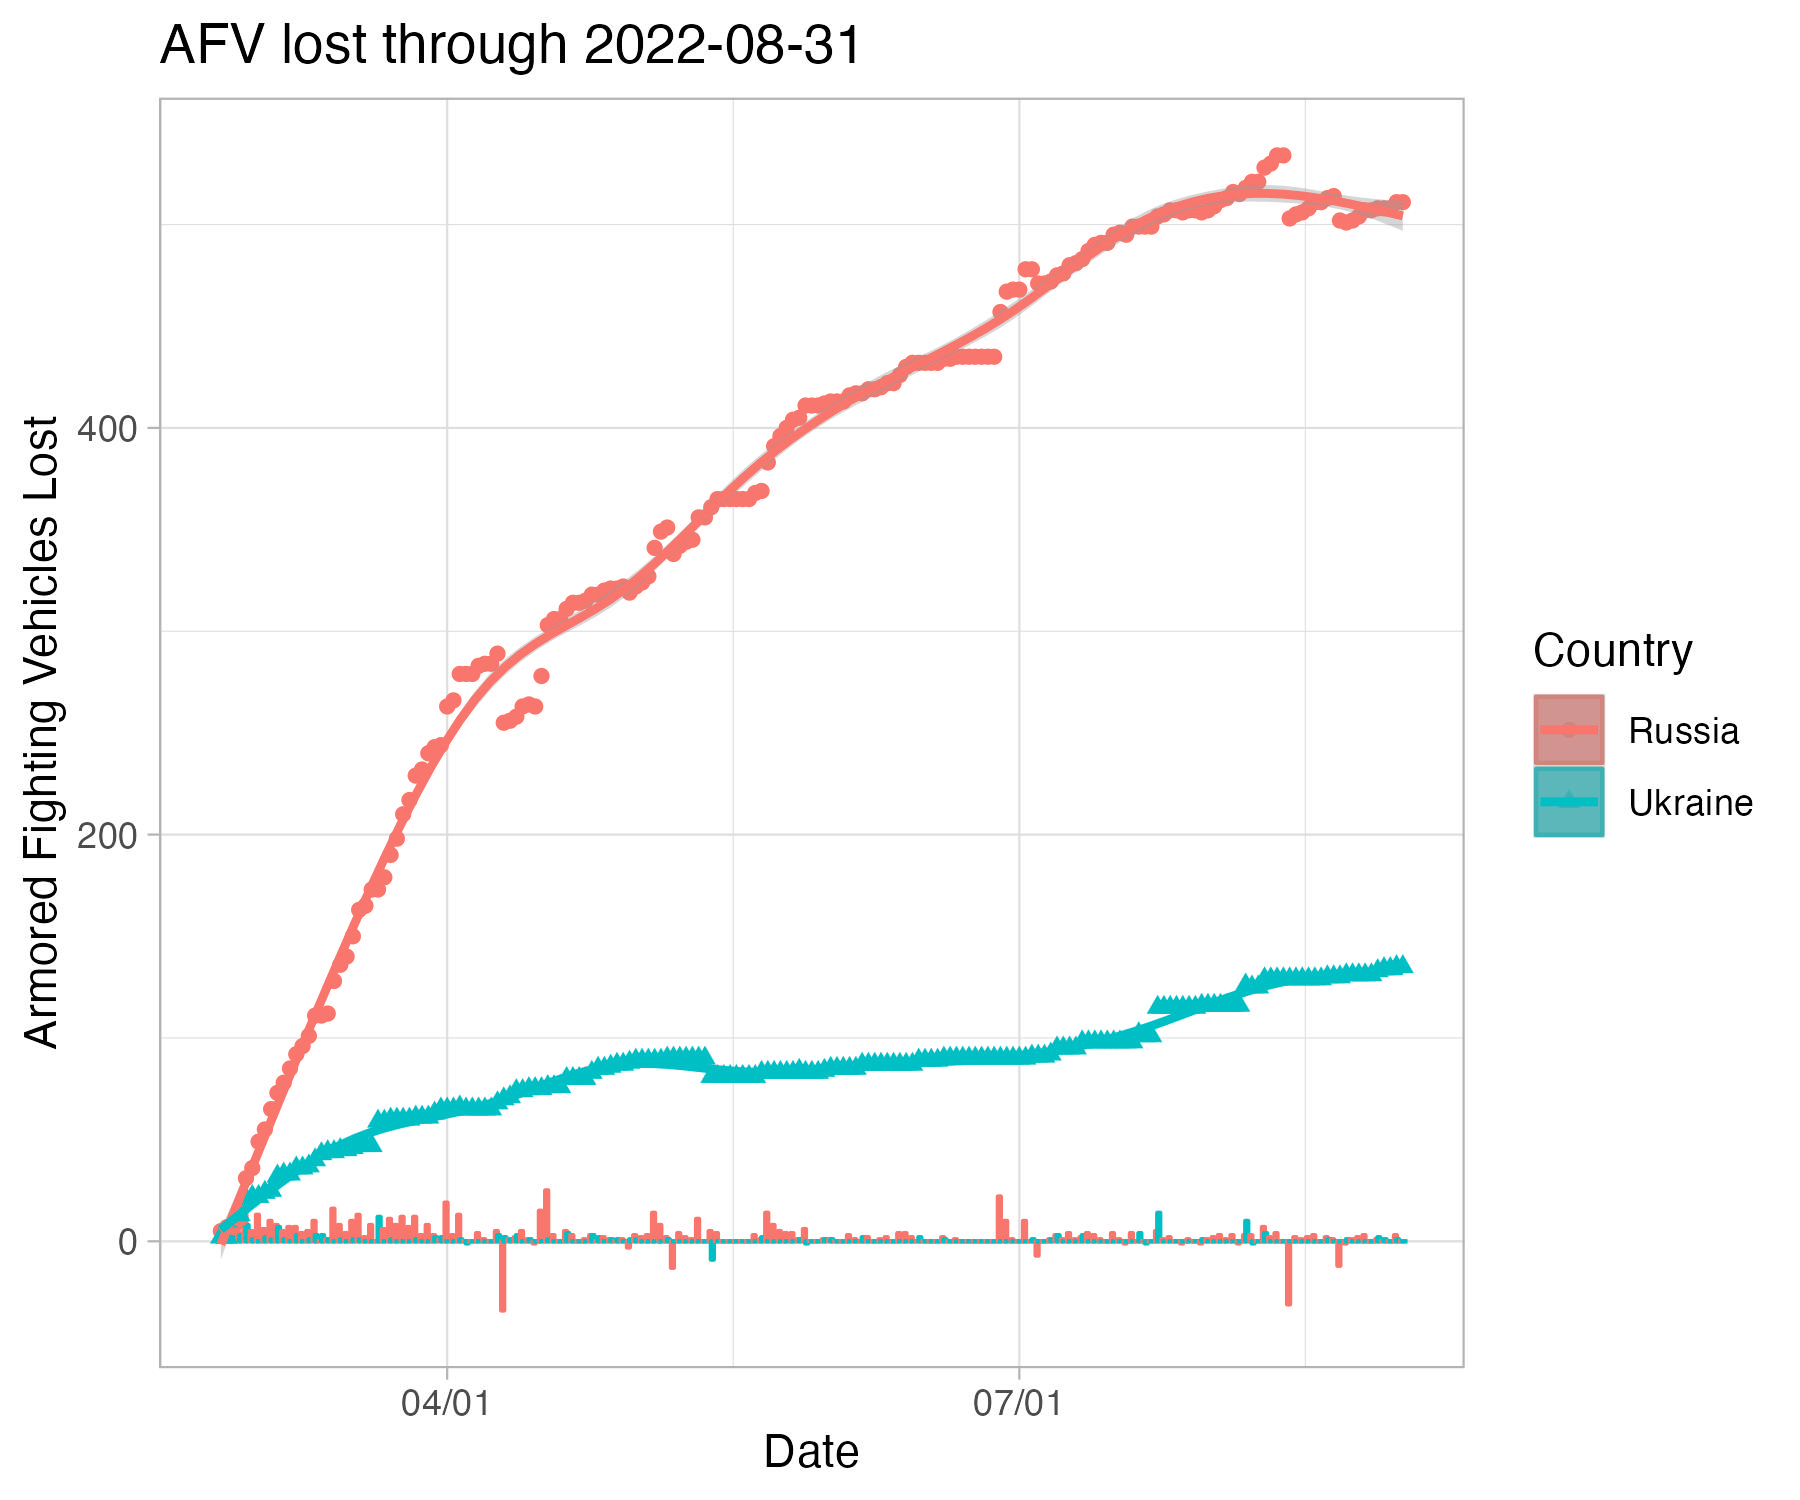 AFV lost through 2022-08-31
Armored Fighting Vehicles Lost
400
200
0
04/01
07/01
Date
Country
Russia
Ukraine